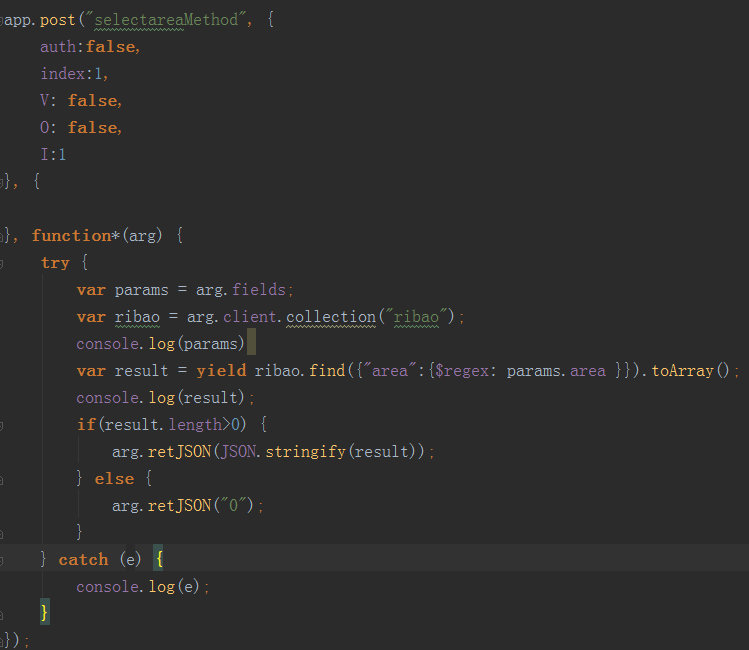 app.post("selectareaMethod", {
    auth:false,
    index:1,
    V: false,
    O: false,
    I:1
}, {
}, function*(arg) {
    try {
        var params = arg.fields;
        var ribao = arg.client.collection("ribao");
        console.log(params)
        var result = yield ribao.find({"area":{$regex: params.area }}).toArray();
        console.log(result);
        if(result.length>0) {
            arg.retJSON(JSON.stringify(result));
        } else {
            arg.retJSON("0");
        }
    } catch (e) {
        console.log(e);
    }
});